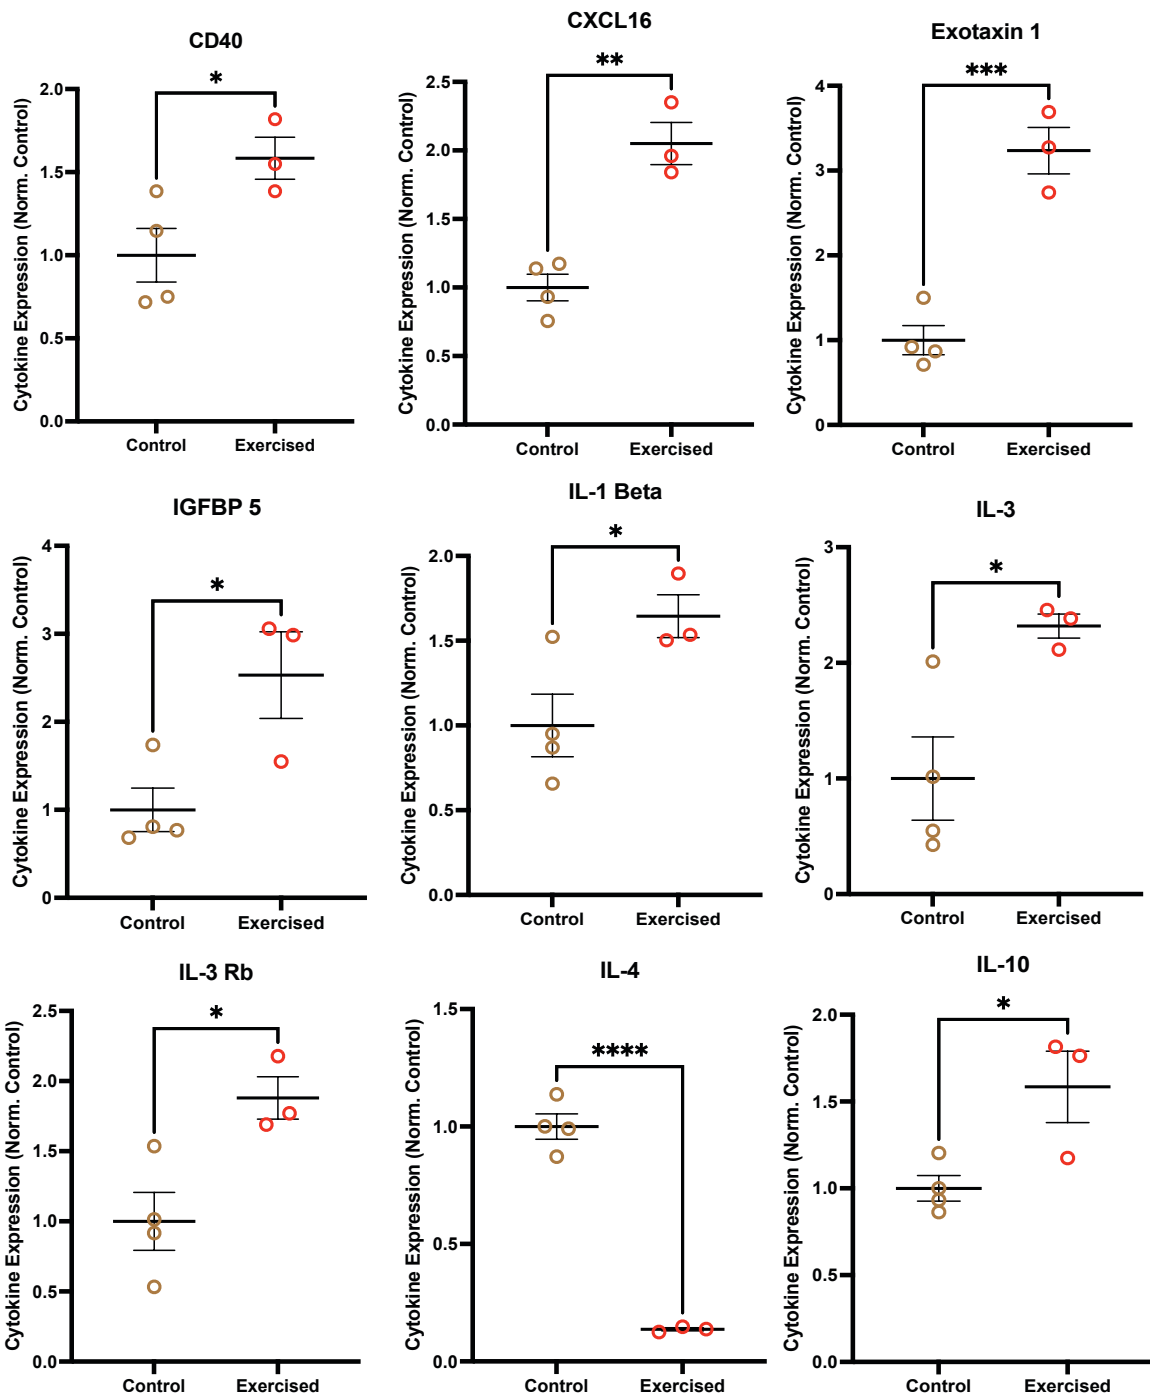 CD40
*
Cytokine Expression (Norm. Control)
2.0
1.5
1.0
0.5
0.0
Control Exercised
CXCL16
**
Cytokine Expression (Norm. Control)
2.5
2.0
1.5
1.0
0.5
0.0
Control Exercised
Exotaxin 1
***
Cytokine Expression (Norm. Control)
4
3
2
1
0
Control Exercised
IGFBP 5
*
Cytokine Expression (Norm. Control)
4
3
2
1
0
Control Exercised
IL-1 Beta
*
Cytokine Expression (Norm. Control)
2.0
1.5
1.0
0.5
0.0
Control Exercised
IL-3
*
Cytokine Expression (Norm. Control)
3
2
1
0
Control Exercised
IL-3 Rb
*
Cytokine Expression (Norm. Control)
2.5
2.0
1.5
1.0
0.5
0.0
Control Exercised
IL-4
****
Cytokine Expression (Norm. Control)
1.5
1.0
0.5
0.0
Control Exercised
IL-10
*
Cytokine Expression (Norm. Control)
2.0
1.5
1.0
0.5
0.0
Control Exercised